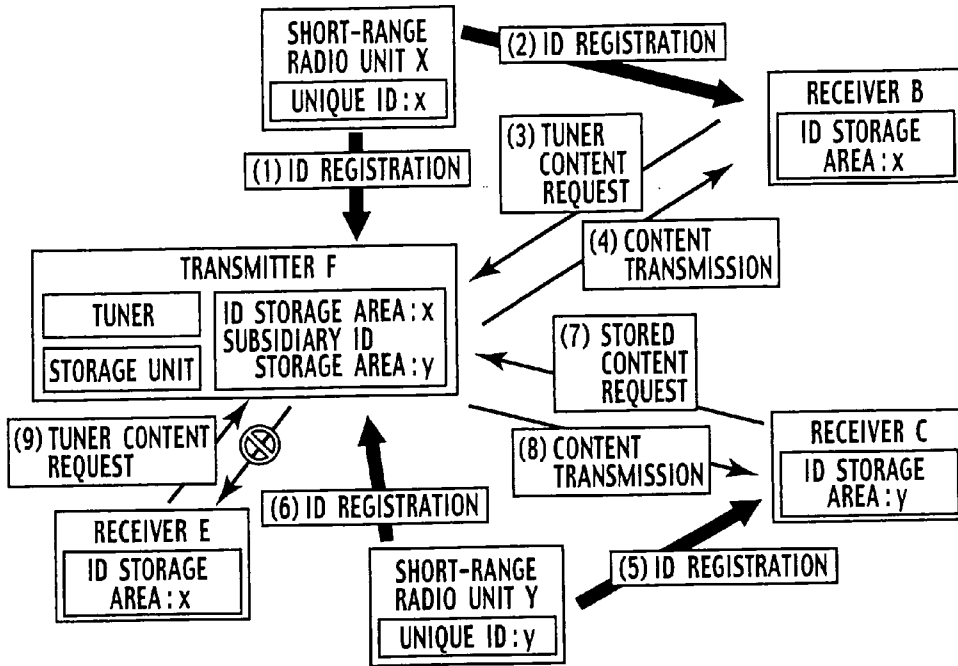 SHORT-RANGE
RADIO UNIT X
UNIQUE ID:x
(2) ID REGISTRATION
RECEIVER B
ID STORAGE
AREA:x
(1) ID REGISTRATION
(3) TUNER
CONTENT
REQUEST
(4) CONTENT
TRANSMISSION
TRANSMITTER F
TUNER
STORAGE UNIT
ID STORAGE AREA:x
SUBSIDIARY ID
STORAGE AREA:y
(7) STORED
CONTENT
REQUEST
(8) CONTENT
TRANSMISSION
RECEIVER C
ID STORAGE
AREA:y
(9) TUNER CONTENT
REQUEST
(6) ID REGISTRATION
RECEIVER E
ID STORAGE
AREA:x
SHORT-RANGE
RADIO UNIT Y
UNIQUE ID:y
(5) ID REGISTRATION